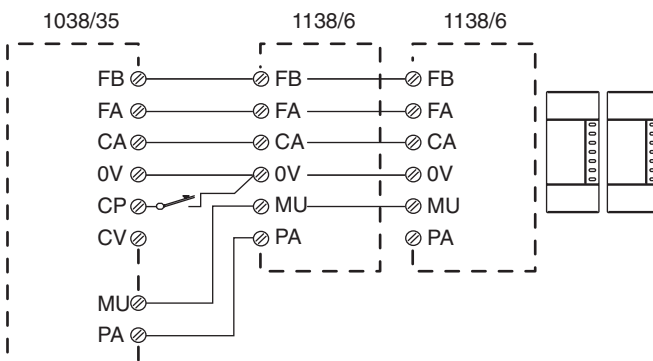 1038/35 1138/6 1138/6
FB FB FB
FA FA FA
CA CA CA
0V 0V 0V
CP MU MU
CV PA PA
MU
PA